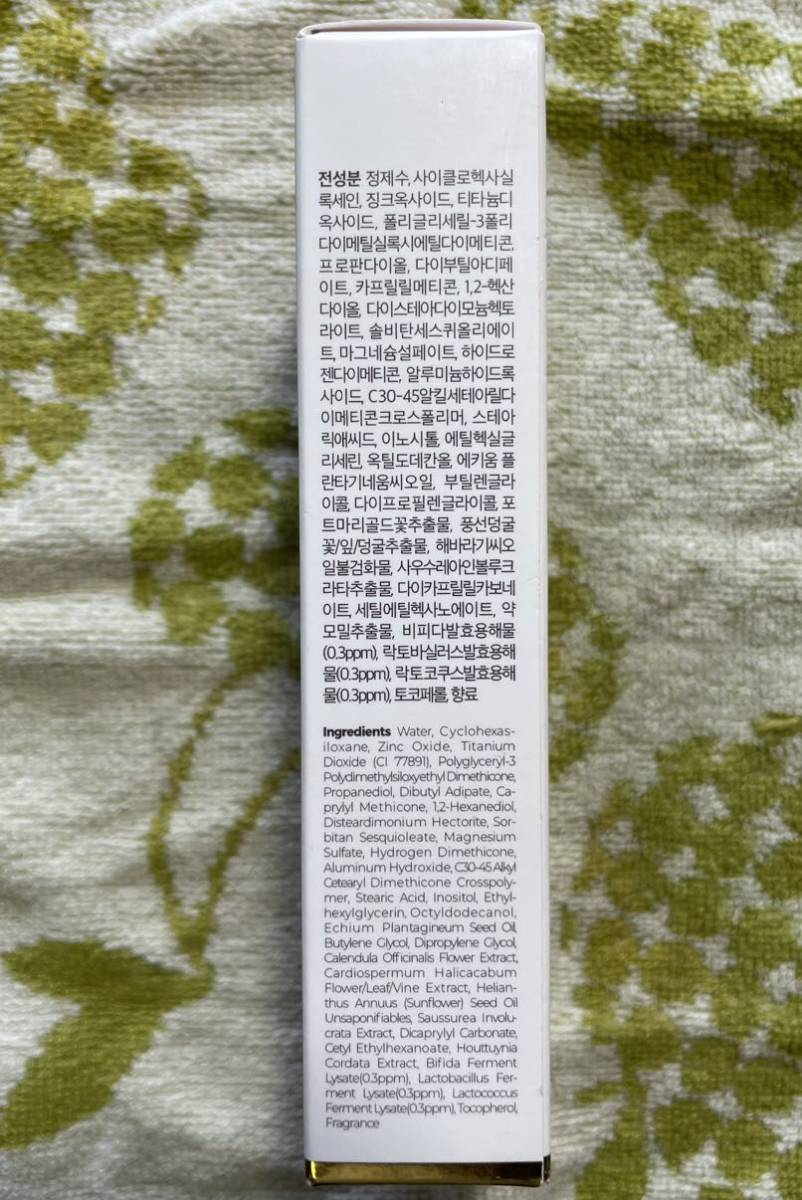 전성분 정제수, 사이클로헥사실
록세인, 징크옥사이드, 티타늄디
옥사이드, 폴리글리세릴-3폴리
다이메틸실록시에틸다이메티콘,
프로판다이올, 다이부틸아디페
이트, 카프릴릴메티콘, 1,2-헥산
다이올, 다이스테아다이모늄헥토
라이트, 솔비탄세스퀴올리에이
트, 마그네슘설페이트, 하이드로
젠다이메티콘, 알루미늄하이드록
사이드, C30-45알킬세테아릴다
이메티콘크로스폴리머, 스테아
릭애씨드, 이노시톨, 에틸헥실글
리세린, 옥틸도데칸올, 에키움 플
란타기네움씨오일, 부틸렌글라
이콜, 다이프로필렌글라이콜, 포
트마리골드꽃추출물, 풍선덩굴
꽃/잎/덩굴추출물, 해바라기씨오
일불검화물, 사우수레아인볼루크
라타추출물, 다이카프릴릴카보네
이트, 세틸에틸헥사노에이트, 약
모밀추출물, 비피다발효용해물
(0.3ppm), 락토바실러스발효용해
물(0.3ppm), 락토코쿠스발효용해
물(0.3ppm), 토코페롤, 향료
Ingredients Water, Cyclohexas-
iloxane, Zinc Oxide, Titanium
Dioxide (CI 77891), Polyglyceryl-3
Polydimethylsiloxyethyl Dimethicone,
Propanediol, Dibutyl Adipate, Ca-
prylyl Methicone, 1,2-Hexanediol,
Disteardimonium Hectorite, Sor-
bitan Sesquioleate, Magnesium
Sulfate, Hydrogen Dimethicone,
Aluminum Hydroxide, C30-45 Alkyl
Cetearyl Dimethicone Crosspoly-
mer, Stearic Acid, Inositol, Ethyl-
hexylglycerin, Octyldodecanol,
Echium Plantagineum Seed Oil,
Butylene Glycol, Dipropylene Glycol,
Calendula Officinalis Flower Extract,
Cardiospermum Halicacabum
Flower/Leaf/Vine Extract, Helian-
thus Annuus (Sunflower) Seed Oil
Unsaponifiables, Saussurea Involu-
crata Extract, Dicaprylyl Carbonate,
Cetyl Ethylhexanoate, Houttuynia
Cordata Extract, Bifida Ferment
Lysate(0.3ppm), Lactobacillus Fer-
ment Lysate(0.3ppm), Lactococcus
Ferment Lysate(0.3ppm), Tocopherol,
Fragrance